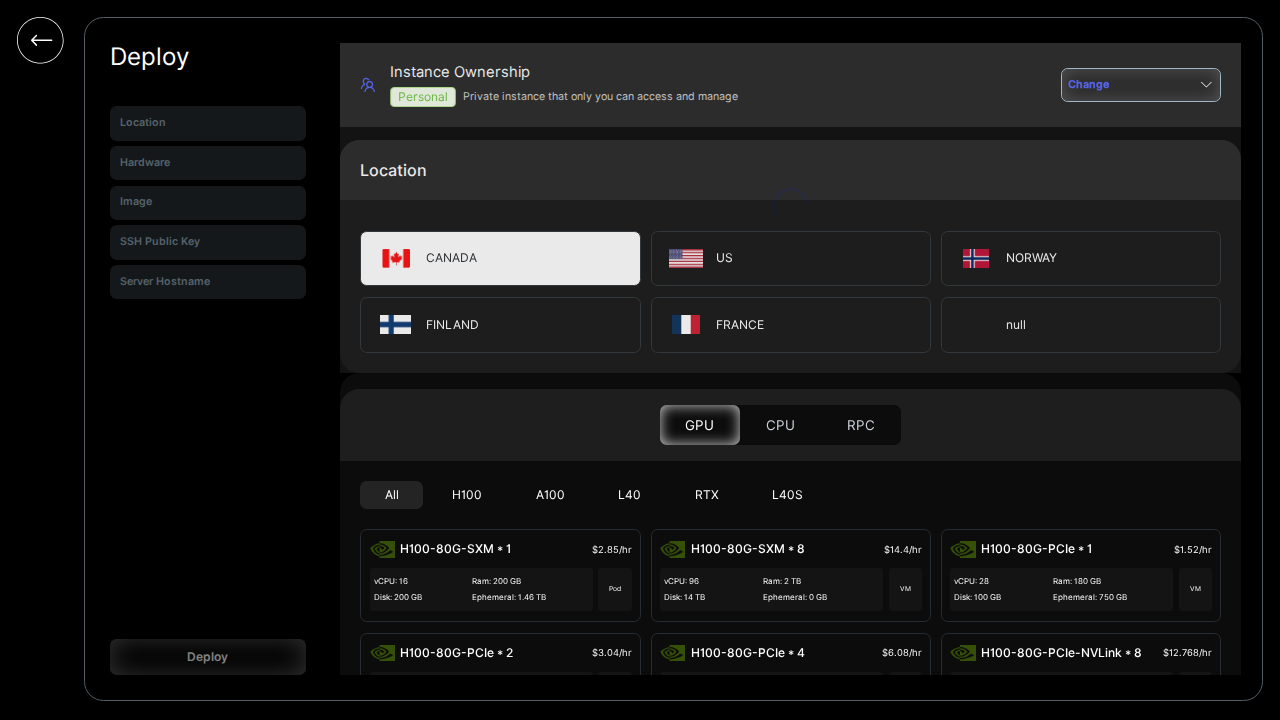 Deploy
Location
Hardware
Image
SSH Public Key
Server Hostname
Deploy
Instance Ownership
Personal Private instance that only you can access and manage
Change
Location
CANADA
US
NORWAY
FINLAND
FRANCE
null
GPU CPU RPC
All H100 A100 L40 RTX L40S
H100-80G-SXM * 1 $2.85/hr
vCPU: 16 Ram: 200 GB
Disk: 200 GB Ephemeral: 1.46 TB
Pod
H100-80G-SXM * 8 $14.4/hr
vCPU: 96 Ram: 2 TB
Disk: 14 TB Ephemeral: 0 GB
VM
H100-80G-PCIe * 1 $1.52/hr
vCPU: 28 Ram: 180 GB
Disk: 100 GB Ephemeral: 750 GB
VM
H100-80G-PCIe * 2 $3.04/hr
H100-80G-PCIe * 4 $6.08/hr
H100-80G-PCIe-NVLink * 8 $12.768/hr